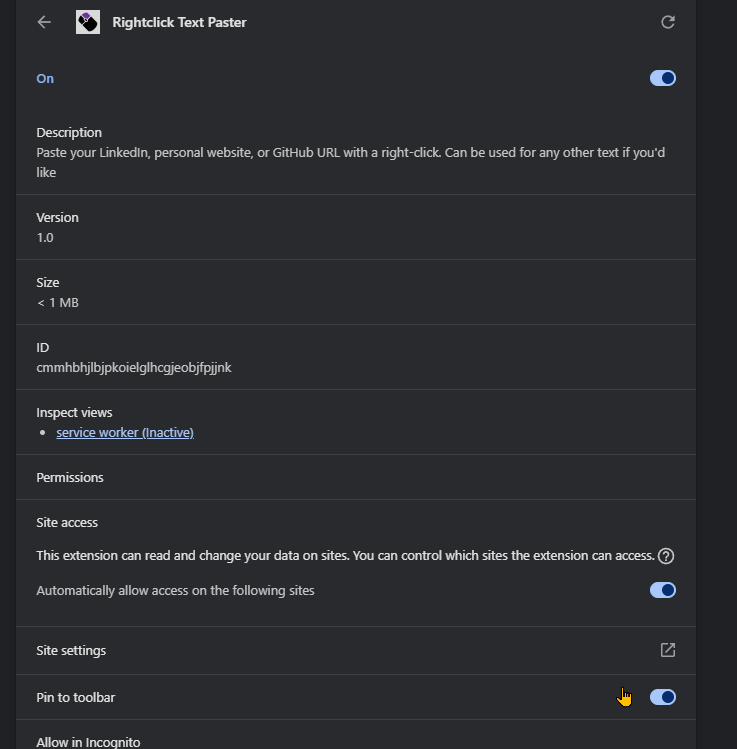 Rightclick Text Paster
On
Description
Paste your LinkedIn, personal website, or GitHub URL with a right-click. Can be used for any other text if you'd
like
Version
1.0
Size
< 1 MB
ID
cmmhbhjlbjpkoielglhcgjeobjfpjjnk
Inspect views
service worker (Inactive)
Permissions
Site access
This extension can read and change your data on sites. You can control which sites the extension can access.
Automatically allow access on the following sites
Site settings
Pin to toolbar
Allow in Incognito